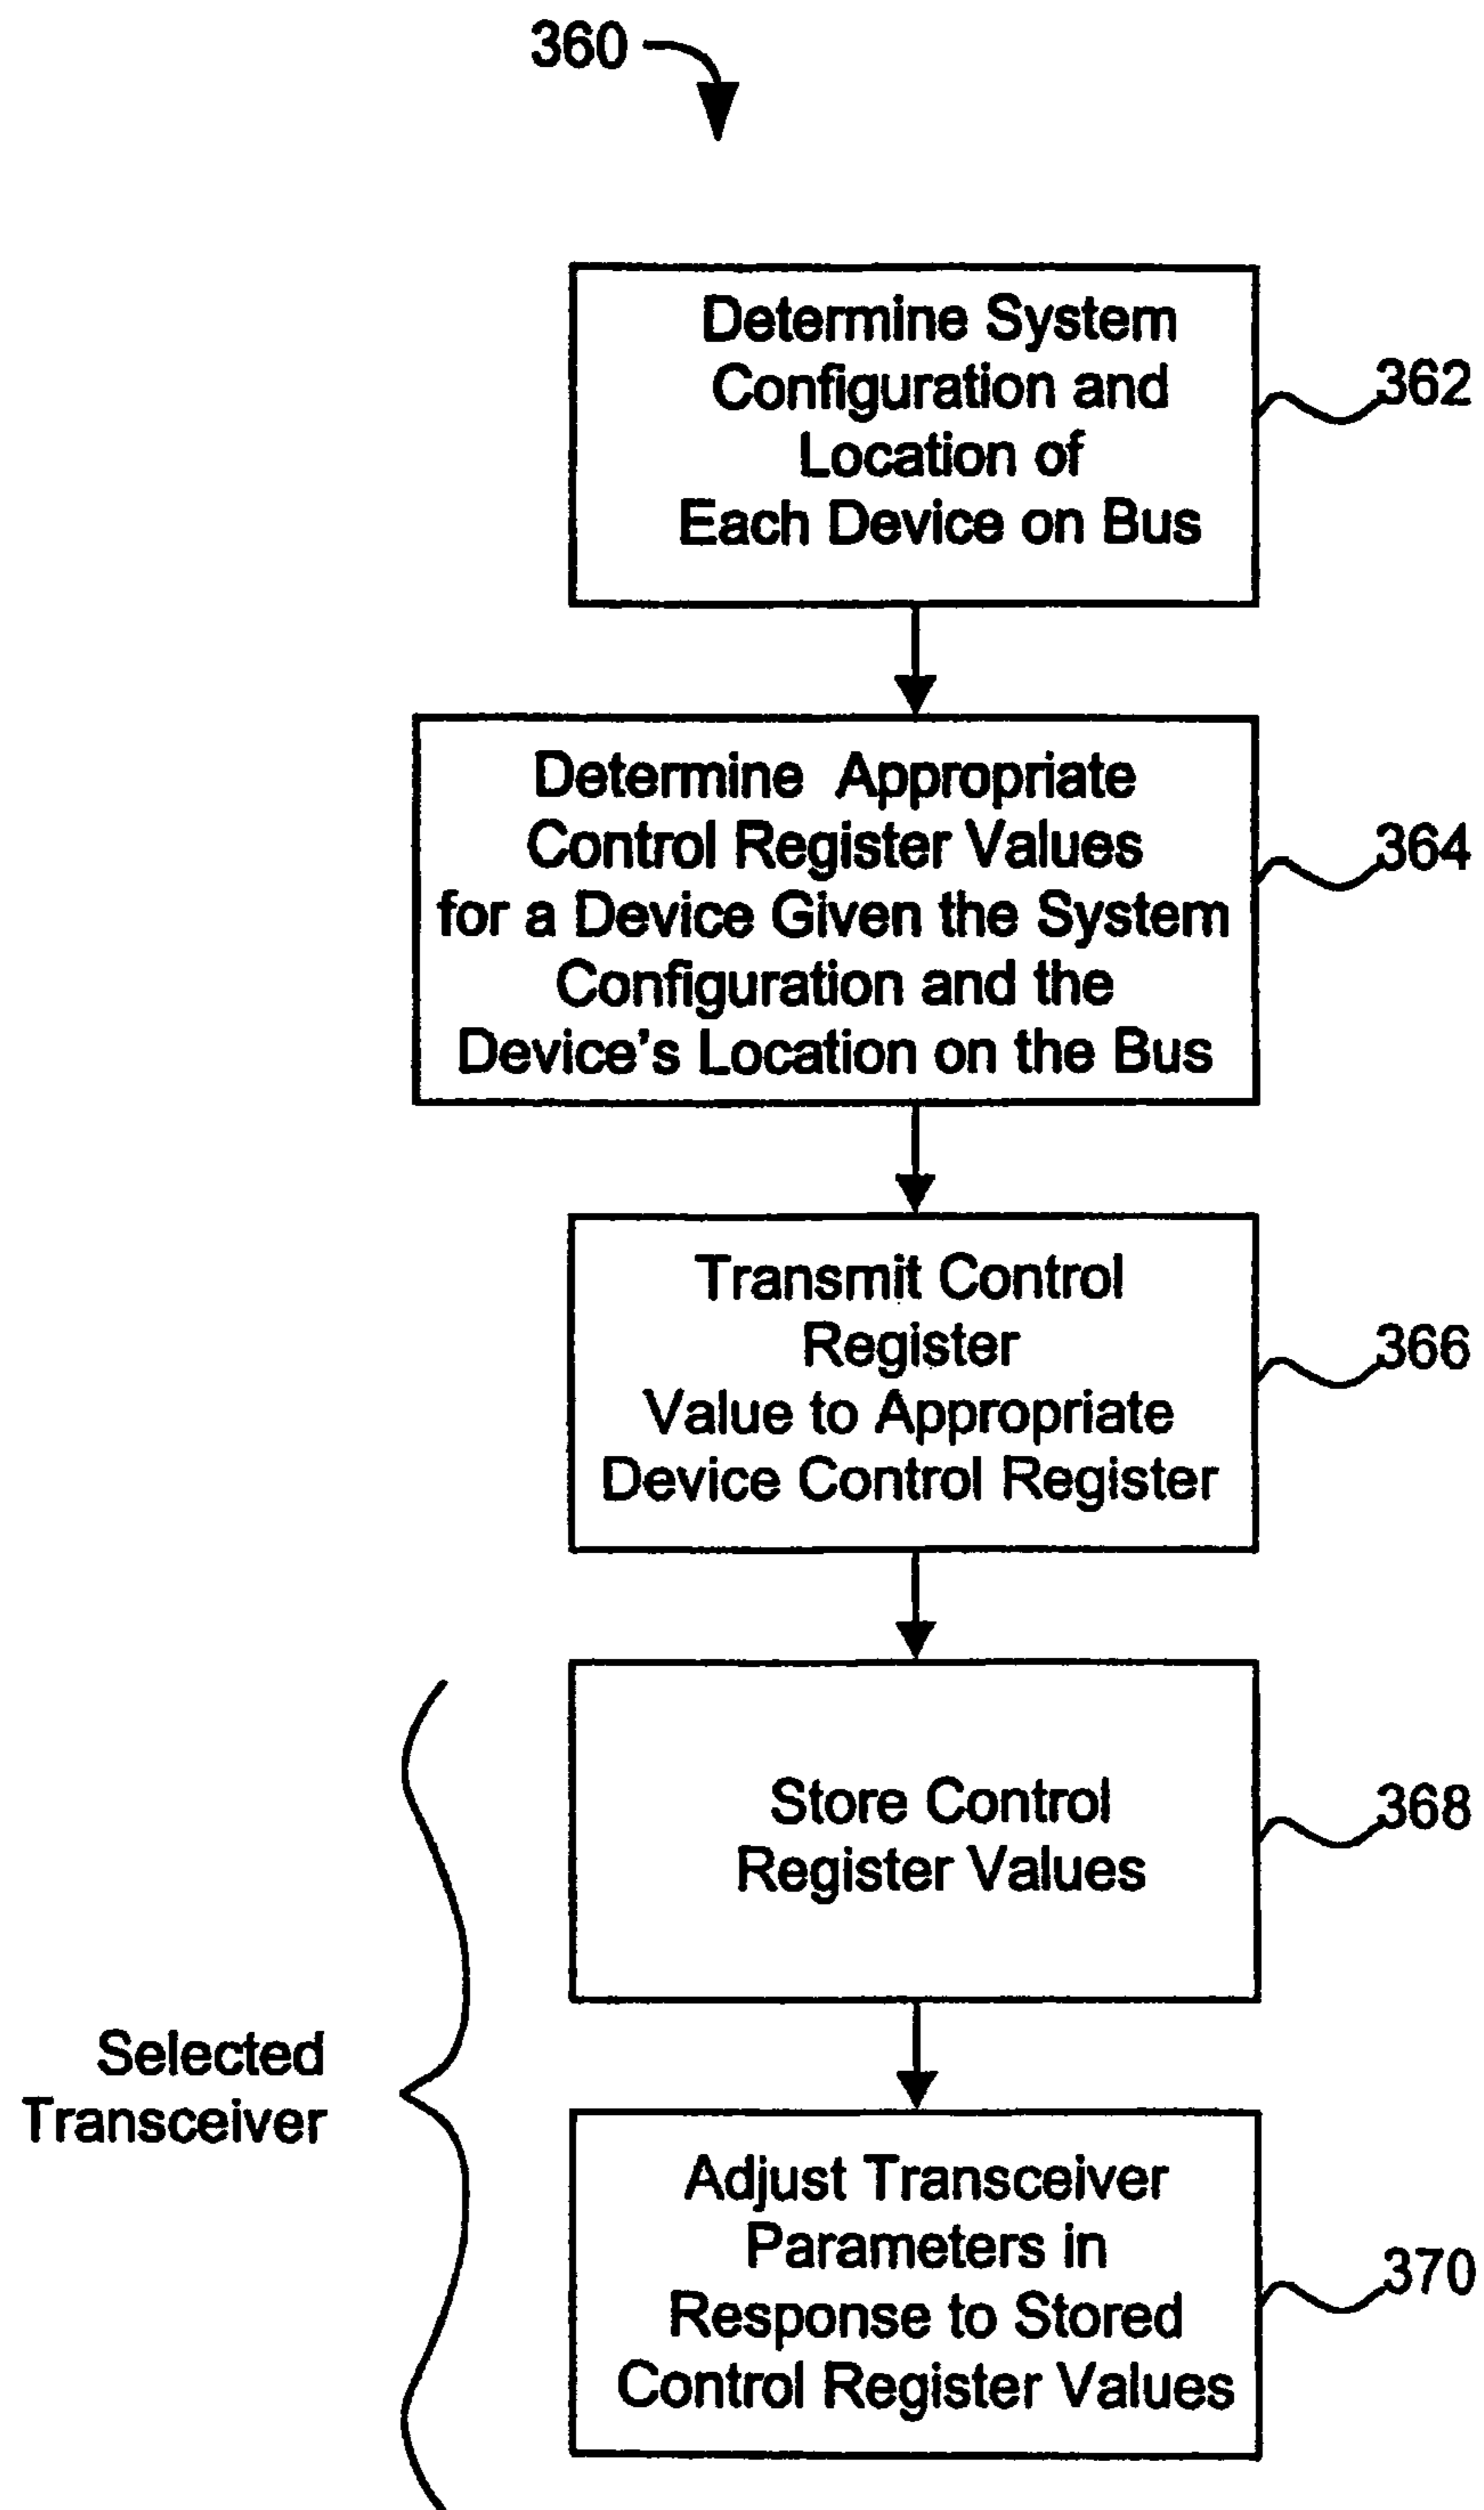 360
Determine System
Configuration and
Location of
Each Device on Bus
362
Determine Appropriate
Control Register Values
for a Device Given the System
Configuration and the
Device's Location on the Bus
364
Transmit Control
Register
Value to Appropriate
Device Control Register
366
Store Control
Register Values
368
Selected
Transceiver
Adjust Transceiver
Parameters in
Response to Stored
Control Register Values
370